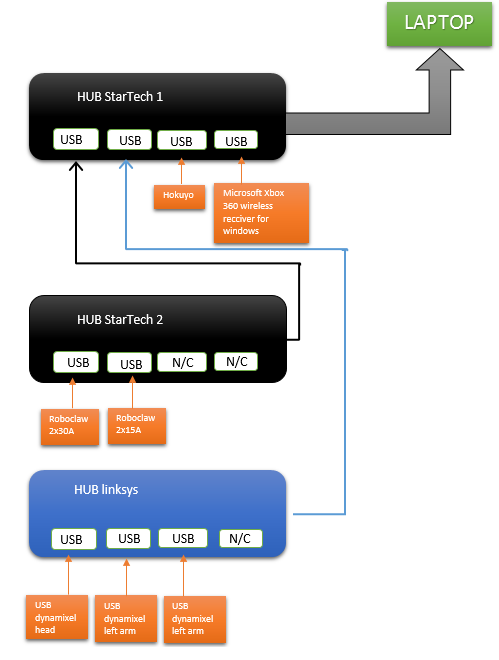 LAPTOP
HUB StarTech 1
USB USB USB USB
Hokuyo
Microsoft Xbox
360 wireless
recciver for
windows
HUB StarTech 2
USB USB N/C N/C
Roboclaw
2x30A
Roboclaw
2x15A
HUB linksys
USB USB USB N/C
USB
dynamixel
head
USB
dynamixel
left arm
USB
dynamixel
left arm